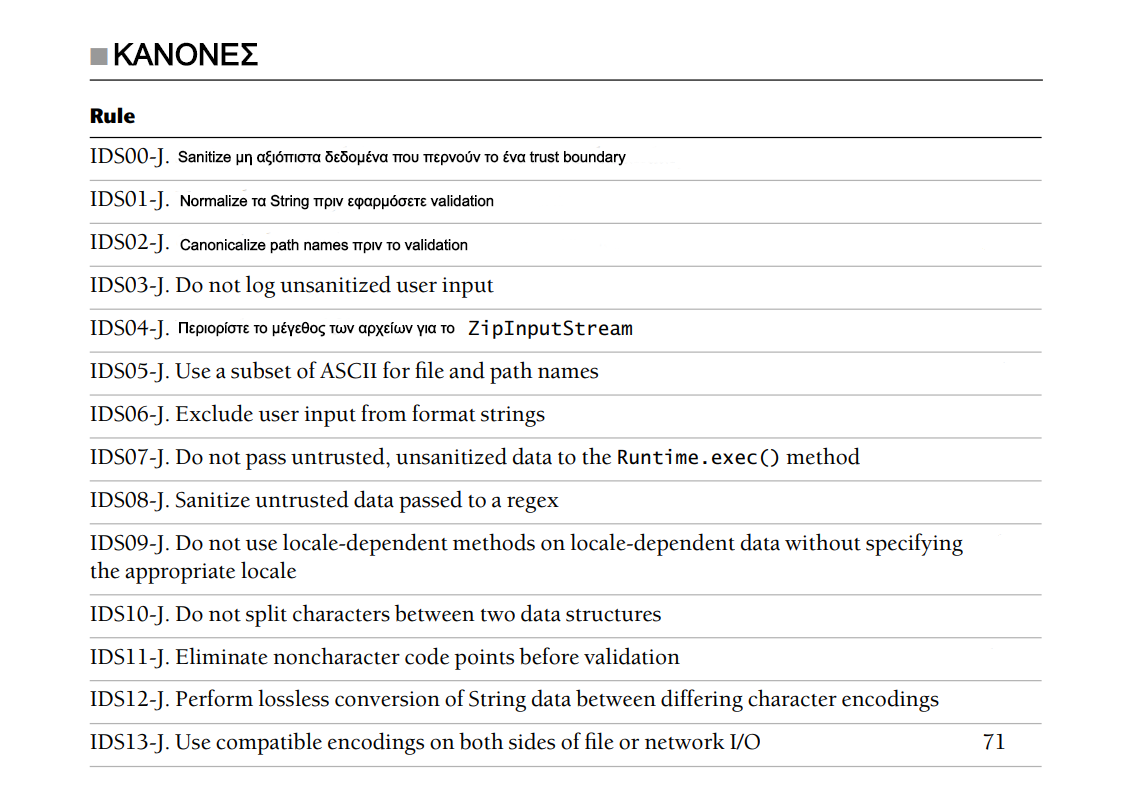 ΚΑΝΟΝΕΣ
Rule
IDS00-J. Sanitize μη αξιόπιστα δεδομένα που περνούν το ένα trust boundary
IDS01-J. Normalize τα String πριν εφαρμόσετε validation
IDS02-J. Canonicalize path names πριν το validation
IDS03-J. Do not log unsanitized user input
IDS04-J. Περιορίστε το μέγεθος των αρχείων για το ZipInputStream
IDS05-J. Use a subset of ASCII for file and path names
IDS06-J. Exclude user input from format strings
IDS07-J. Do not pass untrusted, unsanitized data to the Runtime.exec() method
IDS08-J. Sanitize untrusted data passed to a regex
IDS09-J. Do not use locale-dependent methods on locale-dependent data without specifying
the appropriate locale
IDS10-J. Do not split characters between two data structures
IDS11-J. Eliminate noncharacter code points before validation
IDS12-J. Perform lossless conversion of String data between differing character encodings
IDS13-J. Use compatible encodings on both sides of file or network I/O 71